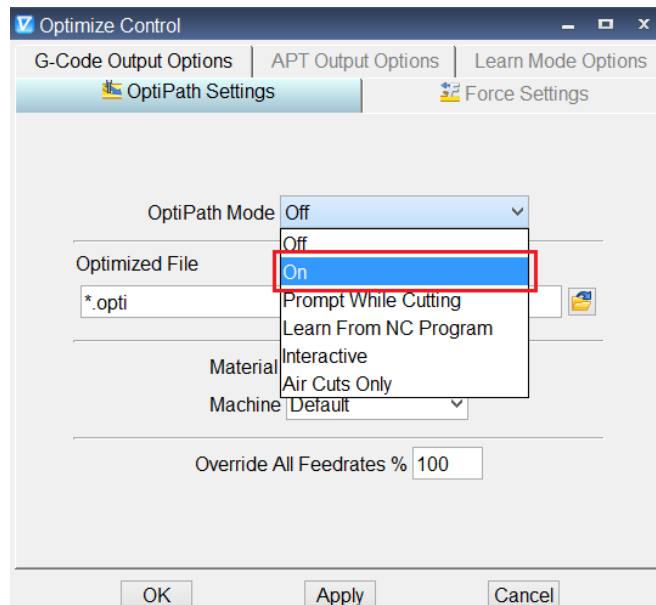 Optimize Control
G-Code Output Options APT Output Options Learn Mode Options
OptiPath Settings Force Settings
OptiPath Mode Off
Off
Optimized File
On
*.opti
Prompt While Cutting
Learn From NC Program
Interactive
Material
Air Cuts Only
Machine Default
Override All Feedrates % 100
OK Apply Cancel